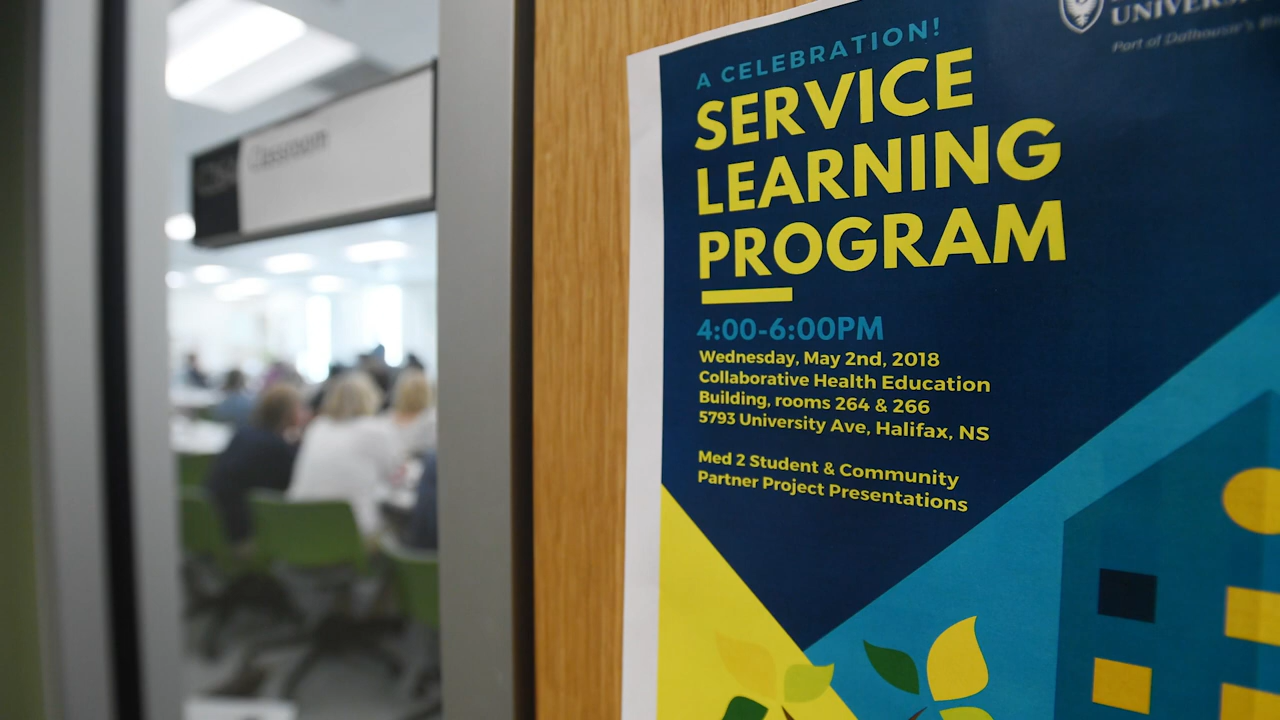 Classroom
UNIVERS
Part of Dalhousie's
A CELEBRATION!
SERVICE
LEARNING
PROGRAM
4:00-6:00PM
Wednesday, May 2nd, 2018
Collaborative Health Education
Building, rooms 264 & 266
5793 University Ave, Halifax, NS
Med 2 Student & Community
Partner Project Presentations